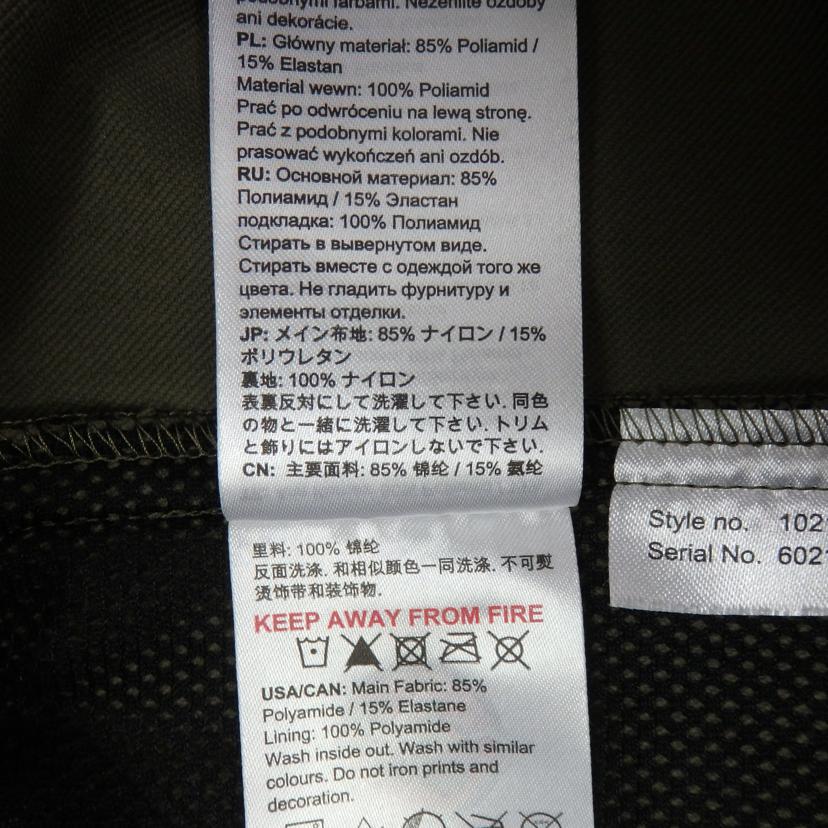 podobnými farbami. Nežehlite ozdoby
ani dekorácie.
PL: Główny materiał: 85% Poliamid /
15% Elastan
Materiał wewn: 100% Poliamid
Prać po odwróceniu na lewą stronę.
Prać z podobnymi kolorami. Nie
prasować wykończeń ani ozdób.
RU: Основной материал: 85%
Полиамид / 15% Эластан
подкладка: 100% Полиамид
Стирать в вывернутом виде.
Стирать вместе с одеждой того же
цвета. Не гладить фурнитуру и
элементы отделки.
JP: メイン布地: 85% ナイロン / 15%
ポリウレタン
裏地: 100% ナイロン
表裏反対にして洗濯して下さい. 同色
の物と一緒に洗濯して下さい. トリム
と飾りにはアイロンしないで下さい.
CN: 主要面料: 85% 锦纶 / 15% 氨纶
里料: 100% 锦纶
反面洗涤. 和相似颜色一同洗涤. 不可熨
烫饰带和装饰物.
KEEP AWAY FROM FIRE
USA/CAN: Main Fabric: 85%
Polyamide / 15% Elastane
Lining: 100% Polyamide
Wash inside out. Wash with similar
colours. Do not iron prints and
decoration.
Style no. 102
Serial No. 602